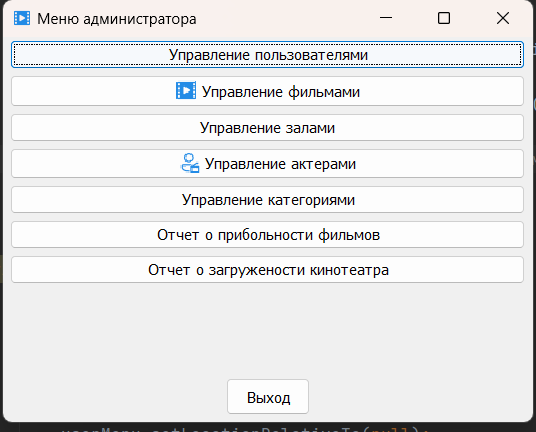 Меню администратора
Управление пользователями
Управление фильмами
Управление залами
Управление актерами
Управление категориями
Отчет о прибольности фильмов
Отчет о загружености кинотеатра
Выход